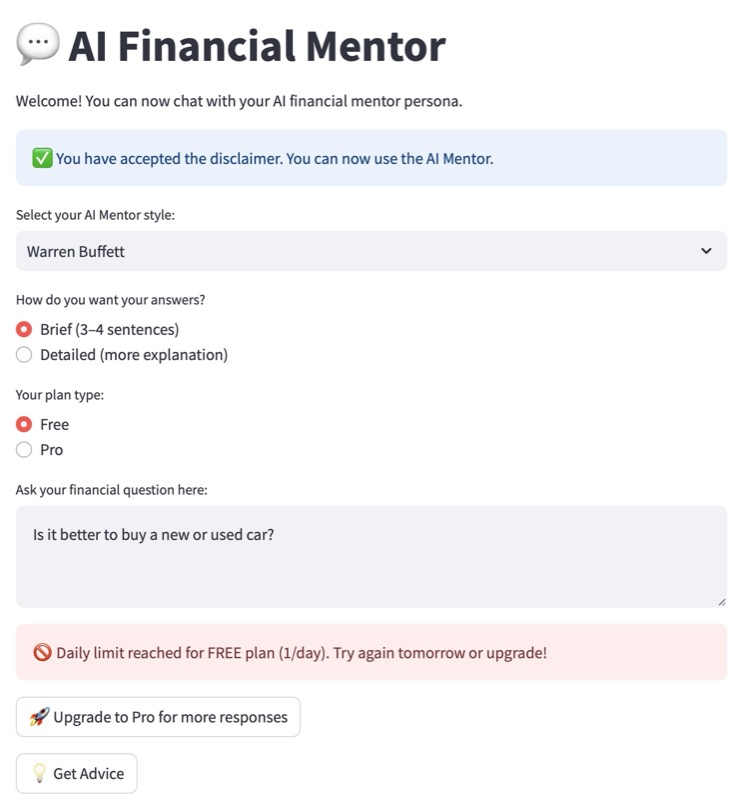 💬 AI Financial Mentor
Welcome! You can now chat with your AI financial mentor persona.
✅ You have accepted the disclaimer. You can now use the AI Mentor.
Select your AI Mentor style:
Warren Buffett
How do you want your answers?
Brief (3–4 sentences)
Detailed (more explanation)
Your plan type:
Free
Pro
Ask your financial question here:
Is it better to buy a new or used car?
🚫 Daily limit reached for FREE plan (1/day). Try again tomorrow or upgrade!
🚀 Upgrade to Pro for more responses
💡 Get Advice